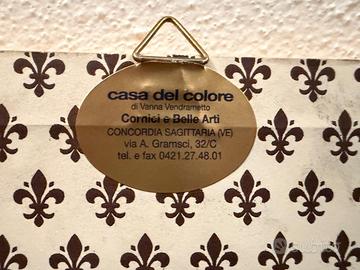 casa del colore
di Vanna Vendrametto
Cornici e Belle Arti
CONCORDIA SAGITTARIA (VE)
via A. Gramsci, 32/C
tel. e fax 0421.27.48.01